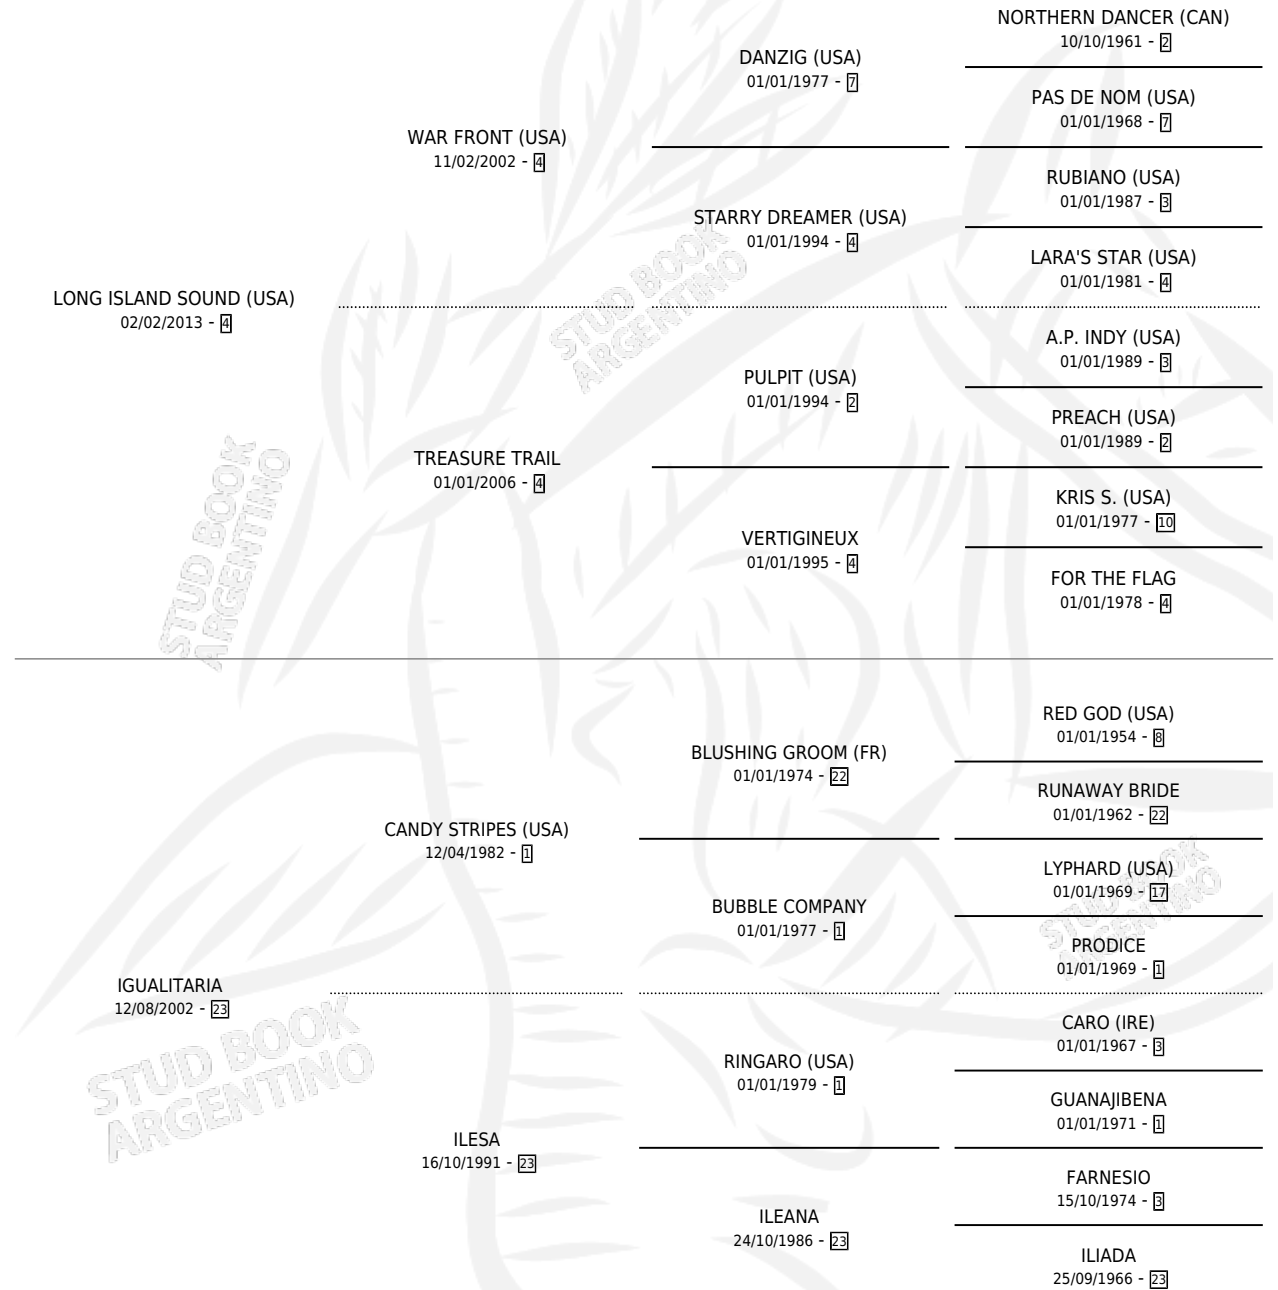 NORTHERN DANCER (CAN)
10/10/1961 - 2
DANZIG (USA)
01/01/1977 - 7
PAS DE NOM (USA)
01/01/1968 - 7
WAR FRONT (USA)
11/02/2002 - 4
RUBIANO (USA)
01/01/1987 - 3
STARRY DREAMER (USA)
01/01/1994 - 4
LARA'S STAR (USA)
01/01/1981 - 4
LONG ISLAND SOUND (USA)
02/02/2013 - 4
A.P. INDY (USA)
01/01/1989 - 3
PULPIT (USA)
01/01/1994 - 2
PREACH (USA)
01/01/1989 - 2
TREASURE TRAIL
01/01/2006 - 4
KRIS S. (USA)
01/01/1977 - 10
VERTIGINEUX
01/01/1995 - 4
FOR THE FLAG
01/01/1978 - 4
RED GOD (USA)
01/01/1954 - 8
BLUSHING GROOM (FR)
01/01/1974 - 22
RUNAWAY BRIDE
01/01/1962 - 22
CANDY STRIPES (USA)
12/04/1982 - 1
LYPHARD (USA)
01/01/1969 - 17
BUBBLE COMPANY
01/01/1977 - 1
PRODICE
01/01/1969 - 1
IGUALITARIA
12/08/2002 - 23
CARO (IRE)
01/01/1967 - 3
RINGARO (USA)
01/01/1979 - 1
GUANAJIBENA
01/01/1971 - 1
ILESA
16/10/1991 - 23
FARNESIO
15/10/1974 - 3
ILEANA
24/10/1986 - 23
ILIADA
25/09/1966 - 23
STUD BOOK
ARGENTINO
STUD BOOK
ARGENTINO
STUD BOOK
ARGENTINO
STUD BOOK
ARGENTINO